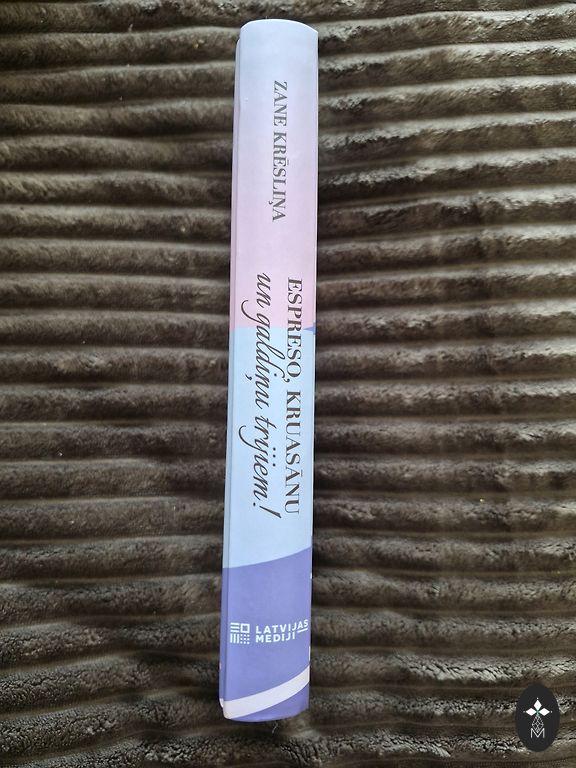 ZANE KRĒSLIŅA
ESPRESO, KRUASĀNU
un galdiņu trijiem!
LATVIJAS
MEDIJI
M